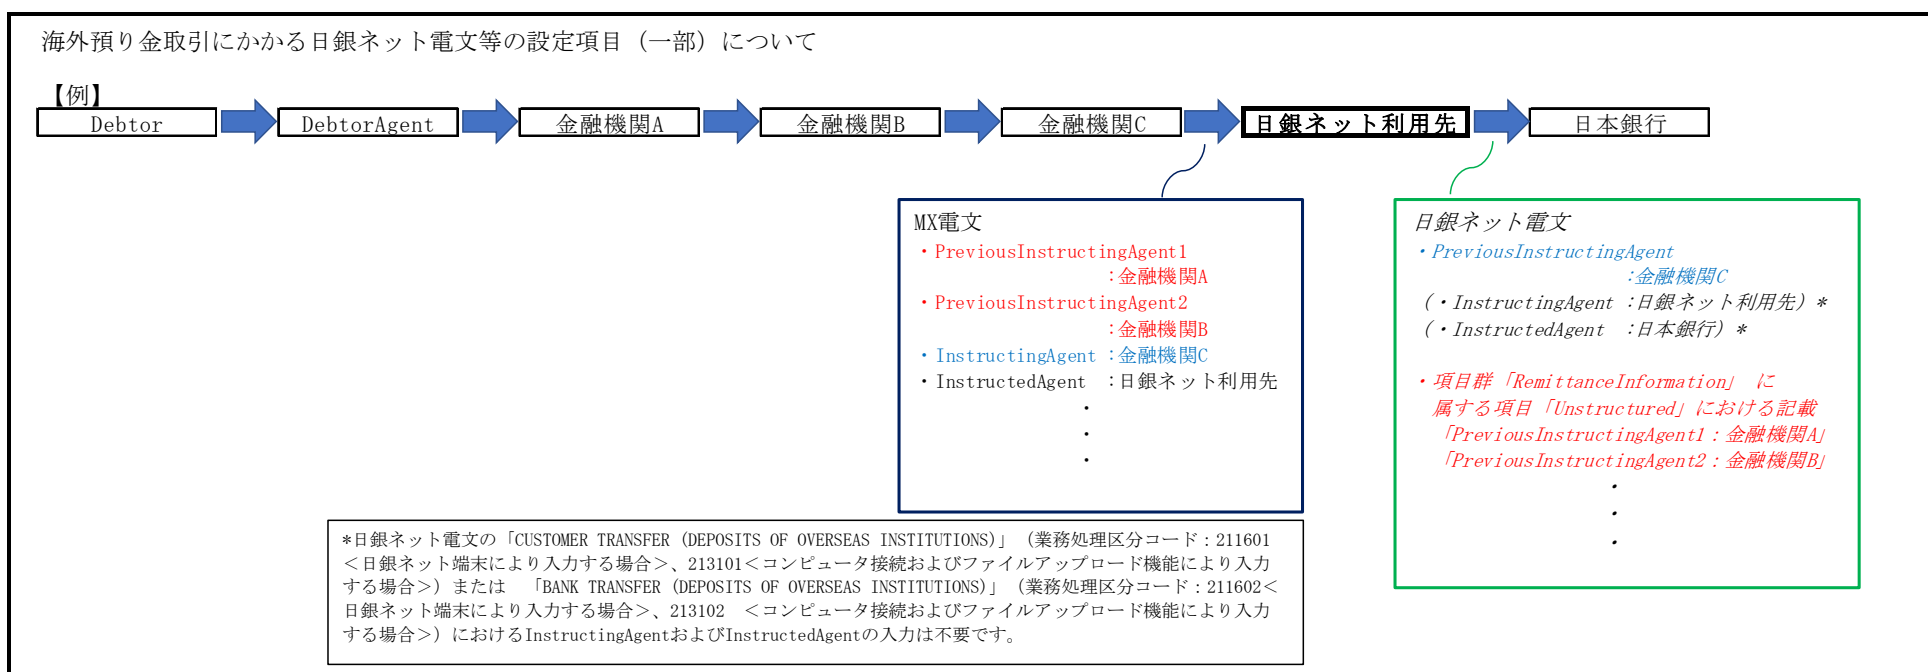 海外預り金取引にかかる日銀ネット電文等の設定項目（一部）について
【例】
Debtor
DebtorAgent
金融機関A
金融機関B
金融機関C
日銀ネット利用先
日本銀行
MX電文
・PreviousInstructingAgent1
：金融機関A
・PreviousInstructingAgent2
：金融機関B
・InstructingAgent ：金融機関C
・InstructedAgent ：日銀ネット利用先
・
・
・
日銀ネット電文
・PreviousInstructingAgent
：金融機関C
（・InstructingAgent ：日銀ネット利用先）*
（・InstructedAgent ：日本銀行）*
・項目群「RemittanceInformation」 に
属する項目「Unstructured」における記載
「PreviousInstructingAgent1：金融機関A」
「PreviousInstructingAgent2：金融機関B」
・
・
・
*日銀ネット電文の「CUSTOMER TRANSFER (DEPOSITS OF OVERSEAS INSTITUTIONS)」（業務処理区分コード：211601
＜日銀ネット端末により入力する場合＞、213101＜コンピュータ接続およびファイルアップロード機能により入力
する場合＞）または 「BANK TRANSFER (DEPOSITS OF OVERSEAS INSTITUTIONS)」（業務処理区分コード：211602＜
日銀ネット端末により入力する場合＞、213102 ＜コンピュータ接続およびファイルアップロード機能により入力
する場合＞）におけるInstructingAgentおよびInstructedAgentの入力は不要です。